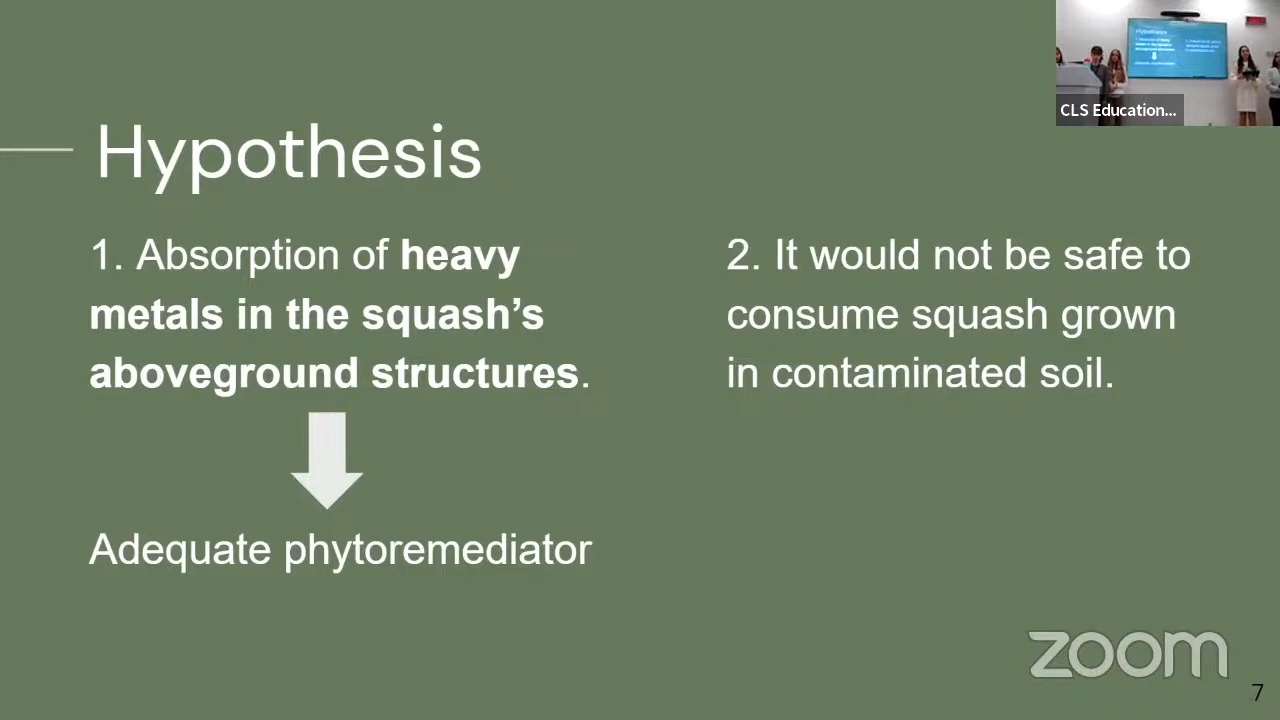 CLS Education...
Hypothesis
1. Absorption of heavy
metals in the squash's
aboveground structures.
Adequate phytoremediator
2. It would not be safe to
consume squash grown
in contaminated soil.
zoom
7